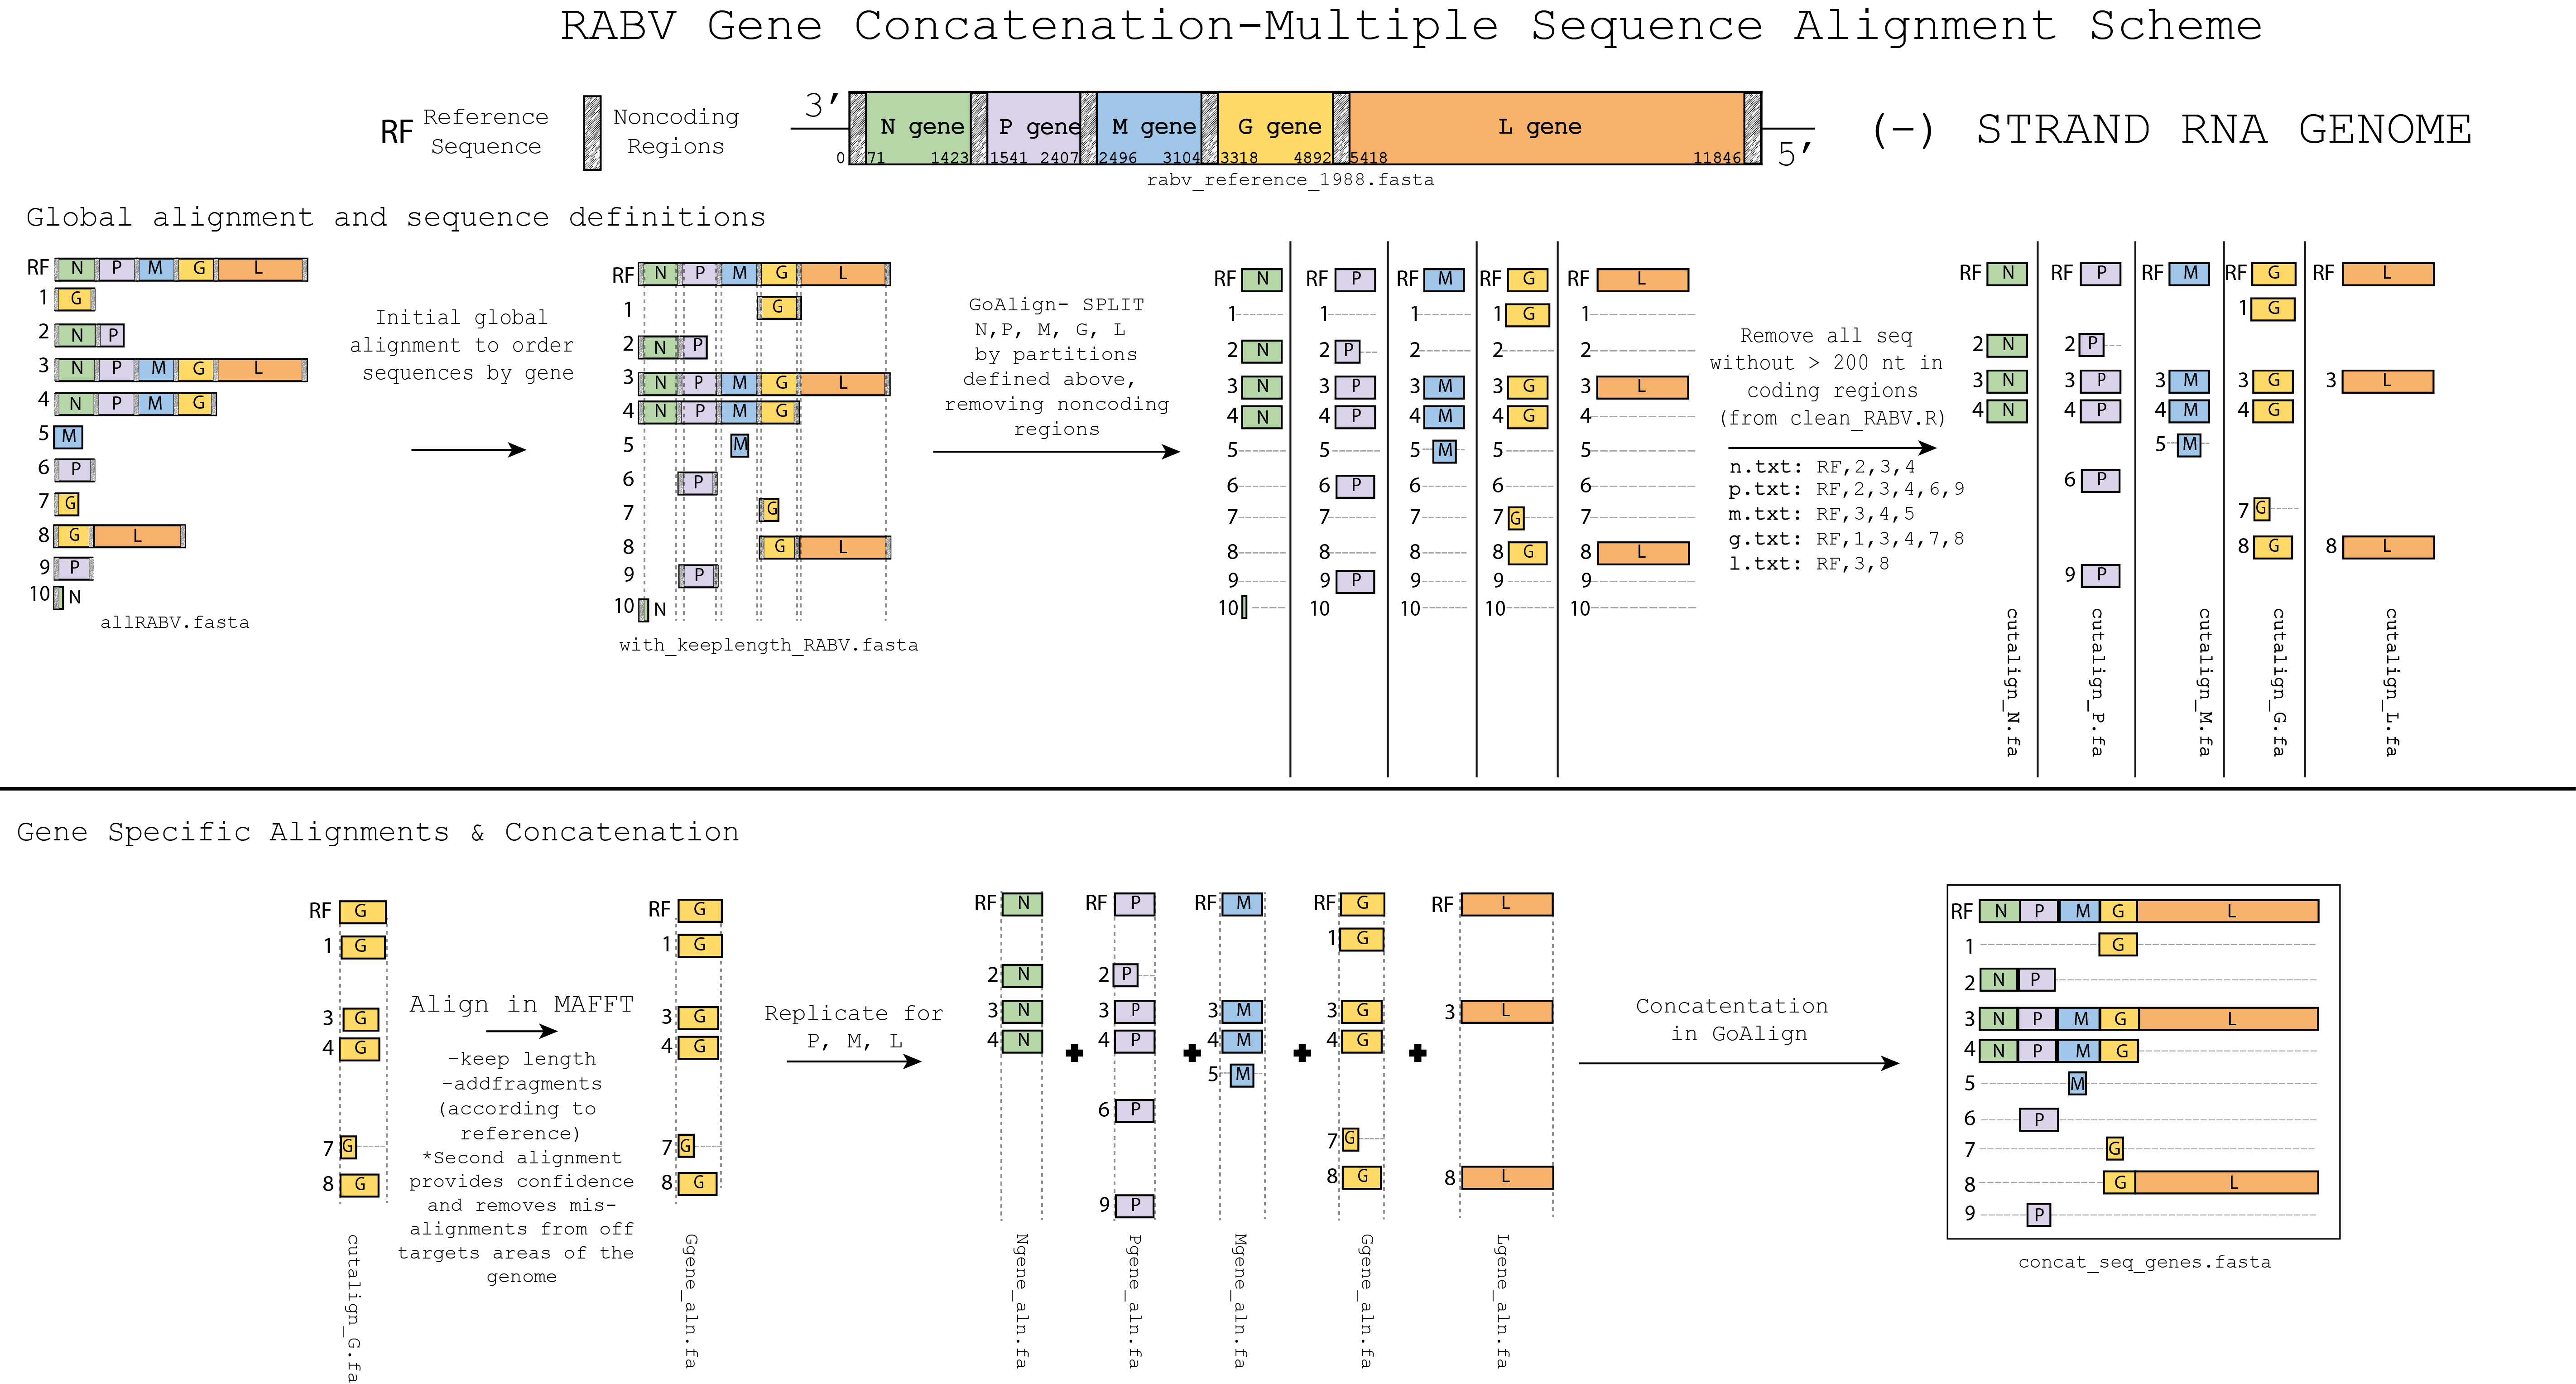 RABV Gene Concatenation-Multiple Sequence Alignment Scheme
RF Reference
Sequence
Noncoding
Regions
3’
N gene P gene M gene G gene L gene
0 71 1423 1541 2407 2496 3104 3318 4892 5418 11846
5’
rabv_reference_1988.fasta
(-) STRAND RNA GENOME
Global alignment and sequence definitions
RF N P M G L
1 G
2 N P
3 N P M G L
4 N P M G
5 M
6 P
7 G
8 G L
9 P
10 N
allRABV.fasta
Initial global
alignment to order
sequences by gene
RF N P M G L
1 G
2 N P
3 N P M G L
4 N P M G
5 M
6 P
7 G
8 G L
9 P
10 N
with_keeplength_RABV.fasta
GoAlign- SPLIT
N,P, M, G, L
by partitions
defined above,
removing noncoding
regions
RF N RF P RF M RF G RF L
1 1 1 1 G 1
2 N 2 P 2 2 2
3 N 3 P 3 M 3 G 3 L
4 N 4 P 4 M 4 G 4
5 5 5 M 5 5
6 6 P 6 6 6
7 7 7 7 G 7
8 8 8 8 G 8 L
9 9 P 9 9 9
10 10 10 10 10
Remove all seq
without > 200 nt in
coding regions
(from clean_RABV.R)
n.txt: RF,2,3,4
p.txt: RF,2,3,4,6,9
m.txt: RF,3,4,5
g.txt: RF,1,3,4,7,8
l.txt: RF,3,8
RF N RF P RF M RF G RF L
1 G
2 N 2 P
3 N 3 P 3 M 3 G 3 L
4 N 4 P 4 M 4 G
5 M
6 P
7 G
8 G 8 L
9 P
cutalign_N.fa
cutalign_P.fa
cutalign_M.fa
cutalign_G.fa
cutalign_L.fa
Gene Specific Alignments & Concatenation
RF G
1 G
3 G
4 G
7 G
8 G
cutalign_G.fa
Align in MAFFT
-keep length
-addfragments
(according to
reference)
*Second alignment
provides confidence
and removes mis-
alignments from off
targets areas of the
genome
RF G
1 G
3 G
4 G
7 G
8 G
Ggene_aln.fa
Replicate for
P, M, L
RF N RF P RF M RF G RF L
1 G
2 N 2 P
3 N 3 P 3 M 3 G 3 L
4 N + 4 P + 4 M + 4 G +
5 M
6 P
7 G
8 G 8 L
9 P
Ngene_aln.fa
Pgene_aln.fa
Mgene_aln.fa
Ggene_aln.fa
Lgene_aln.fa
Concatentation
in GoAlign
RF N P M G L
1 G
2 N P
3 N P M G L
4 N P M G
5 M
6 P
7 G
8 G L
9 P
concat_seq_genes.fasta